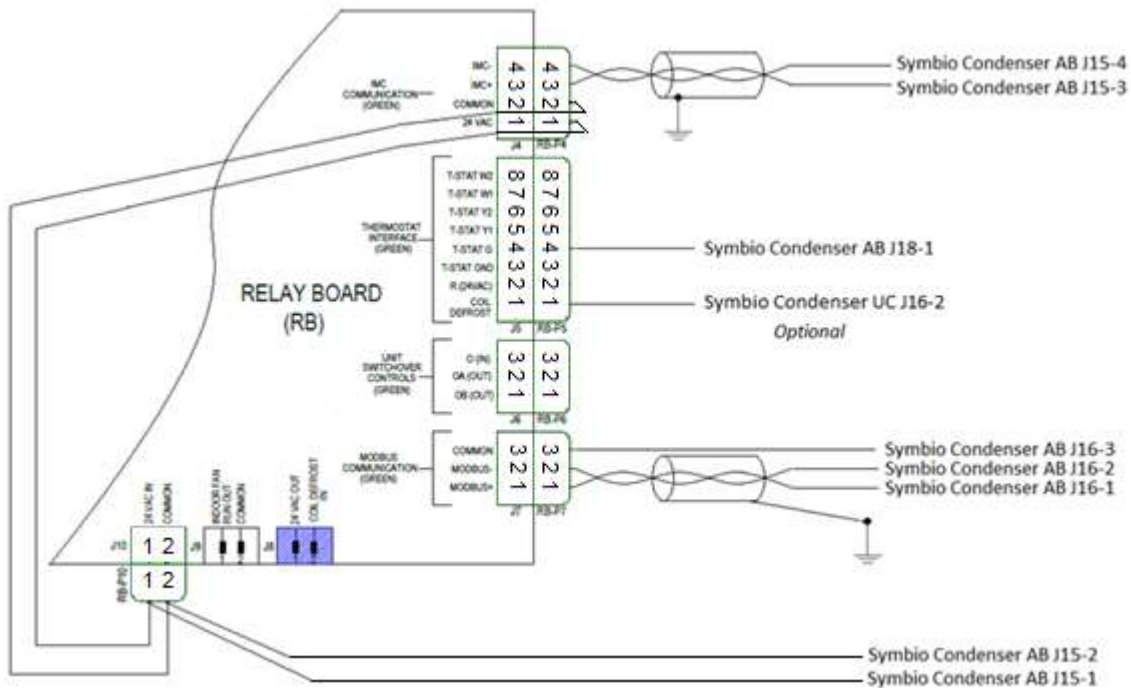 IMC-
IMC+
IMC
COMMUNICATION
(GREEN)
COMMON
24 VAC
4 4
3 3
2 2
1 1
J4 RB-P4
Symbio Condenser AB J15-4
Symbio Condenser AB J15-3
T-STAT W2
T-STAT W1
T-STAT Y2
T-STAT Y1
T-STAT G
T-STAT GND
R (24VAC)
COIL
DEFROST
THERMOSTAT
INTERFACE
(GREEN)
8 8
7 7
6 6
5 5
4 4
3 3
2 2
1 1
J5 RB-P5
Symbio Condenser AB J18-1
Symbio Condenser UC J16-2
Optional
RELAY BOARD
(RB)
UNIT
SWITCHOVER
CONTROLS
(GREEN)
O (IN)
OA (OUT)
OB (OUT)
3 3
2 2
1 1
J6 RB-P6
MODBUS
COMMUNICATION
(GREEN)
COMMON
MODBUS-
MODBUS+
3 3
2 2
1 1
J7 RB-P7
Symbio Condenser AB J16-3
Symbio Condenser AB J16-2
Symbio Condenser AB J16-1
24 VAC IN
COMMON
INDOOR FAN
RUN OUT
COMMON
24 VAC OUT
COIL DEFROST
IN
J10 1 2
J9
J8
RB-P10 1 2
Symbio Condenser AB J15-2
Symbio Condenser AB J15-1